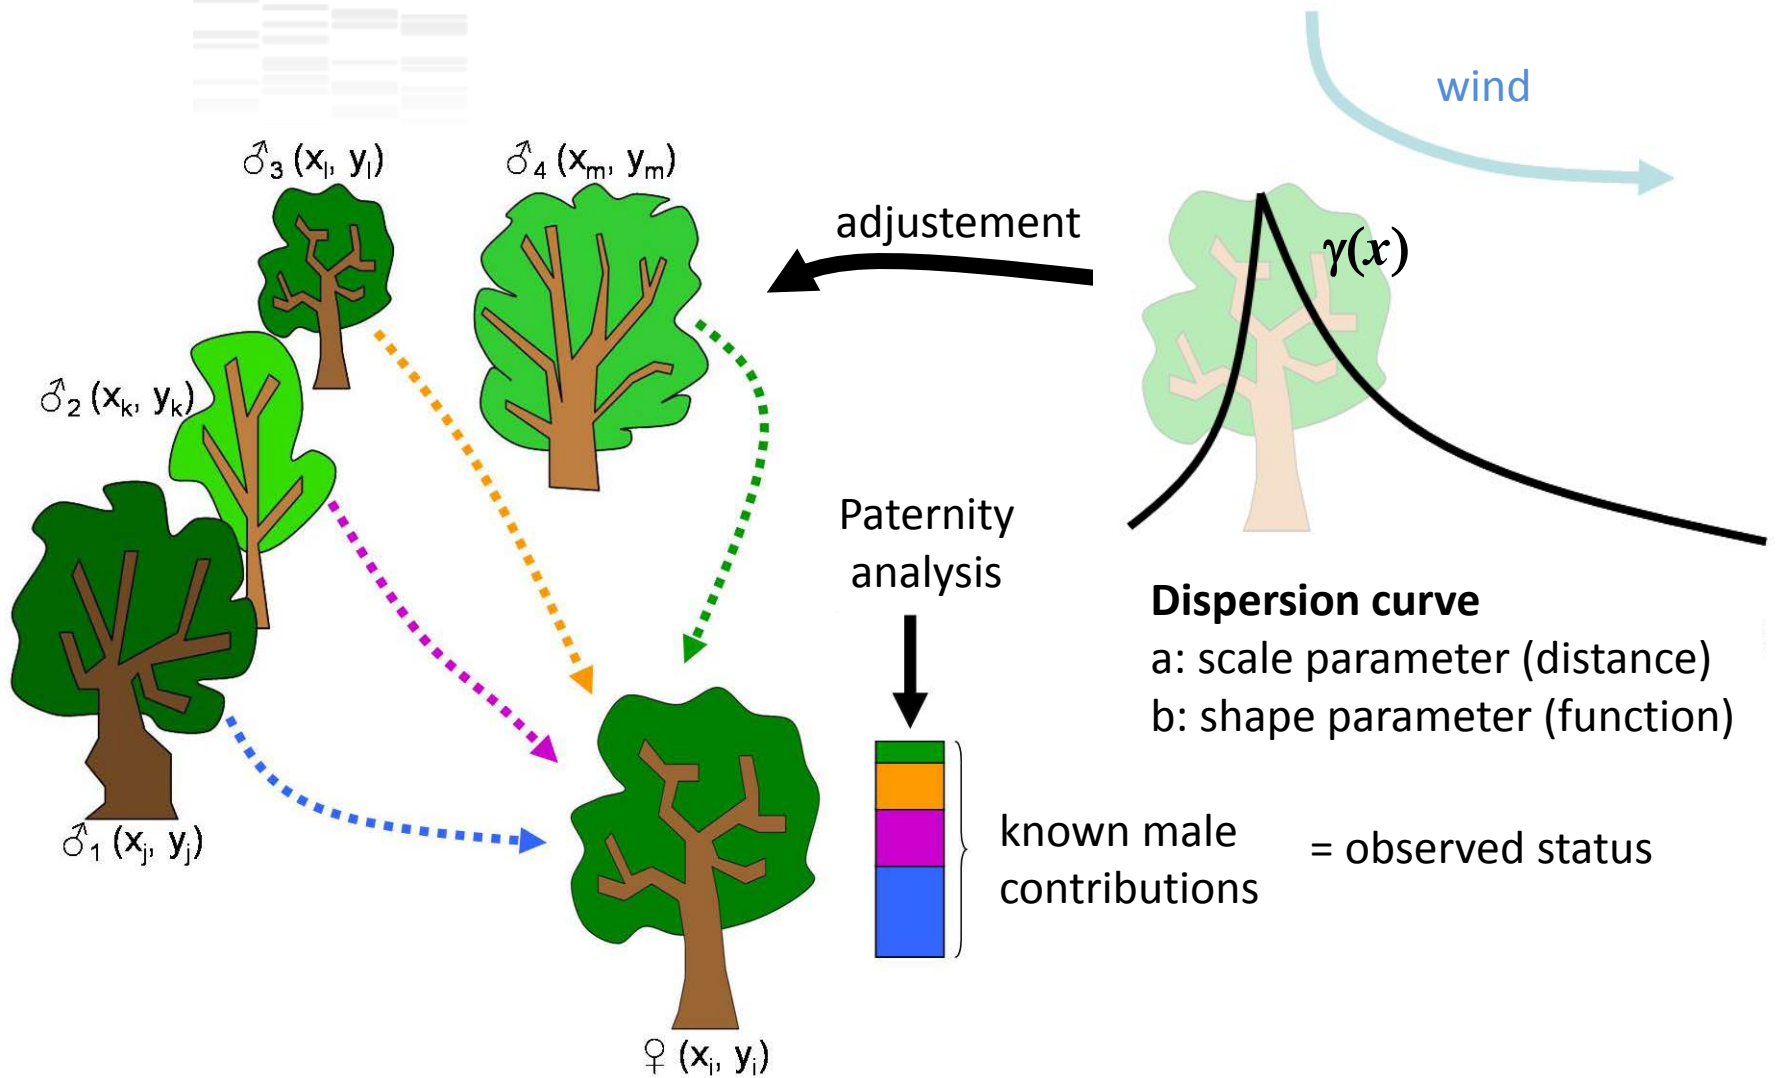 wind
♂3 (xl, yl)
♂4 (xm, ym)
adjustement
γ(x)
♂2 (xk, yk)
Paternity
analysis
Dispersion curve
a: scale parameter (distance)
b: shape parameter (function)
♂1 (xj, yj)
known male
contributions
= observed status
♀ (xi, yi)